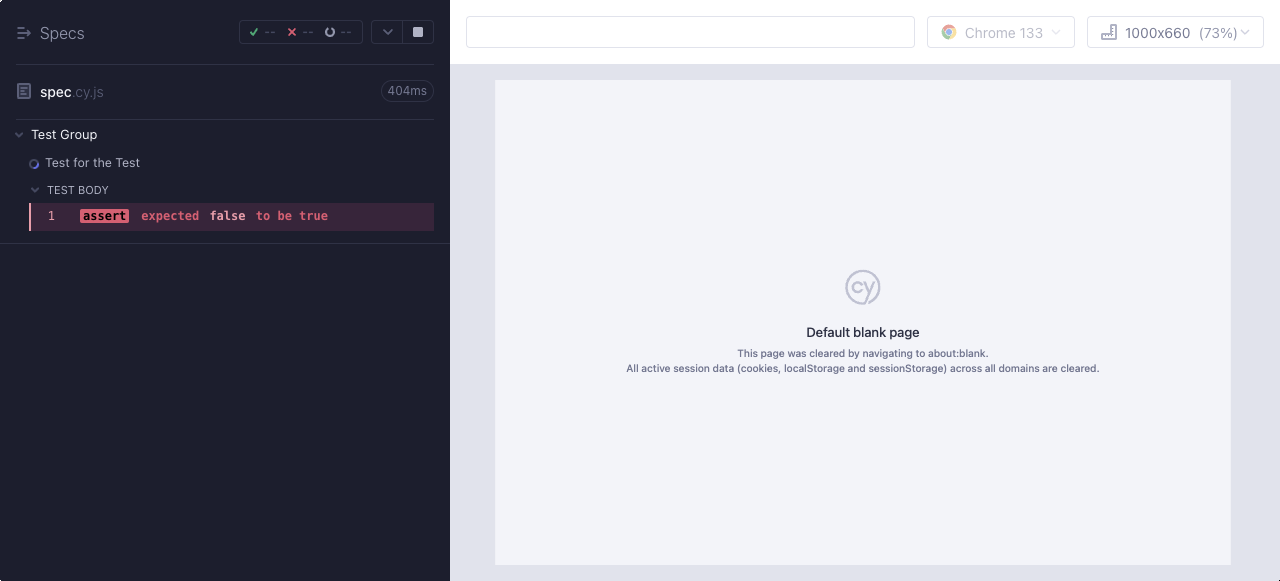 Specs
-- -- --
spec.cy.js 404ms
Test Group
Test for the Test
TEST BODY
1 assert expected false to be true
Chrome 133
1000x660 (73%)
cy
Default blank page
This page was cleared by navigating to about:blank.
All active session data (cookies, localStorage and sessionStorage) across all domains are cleared.